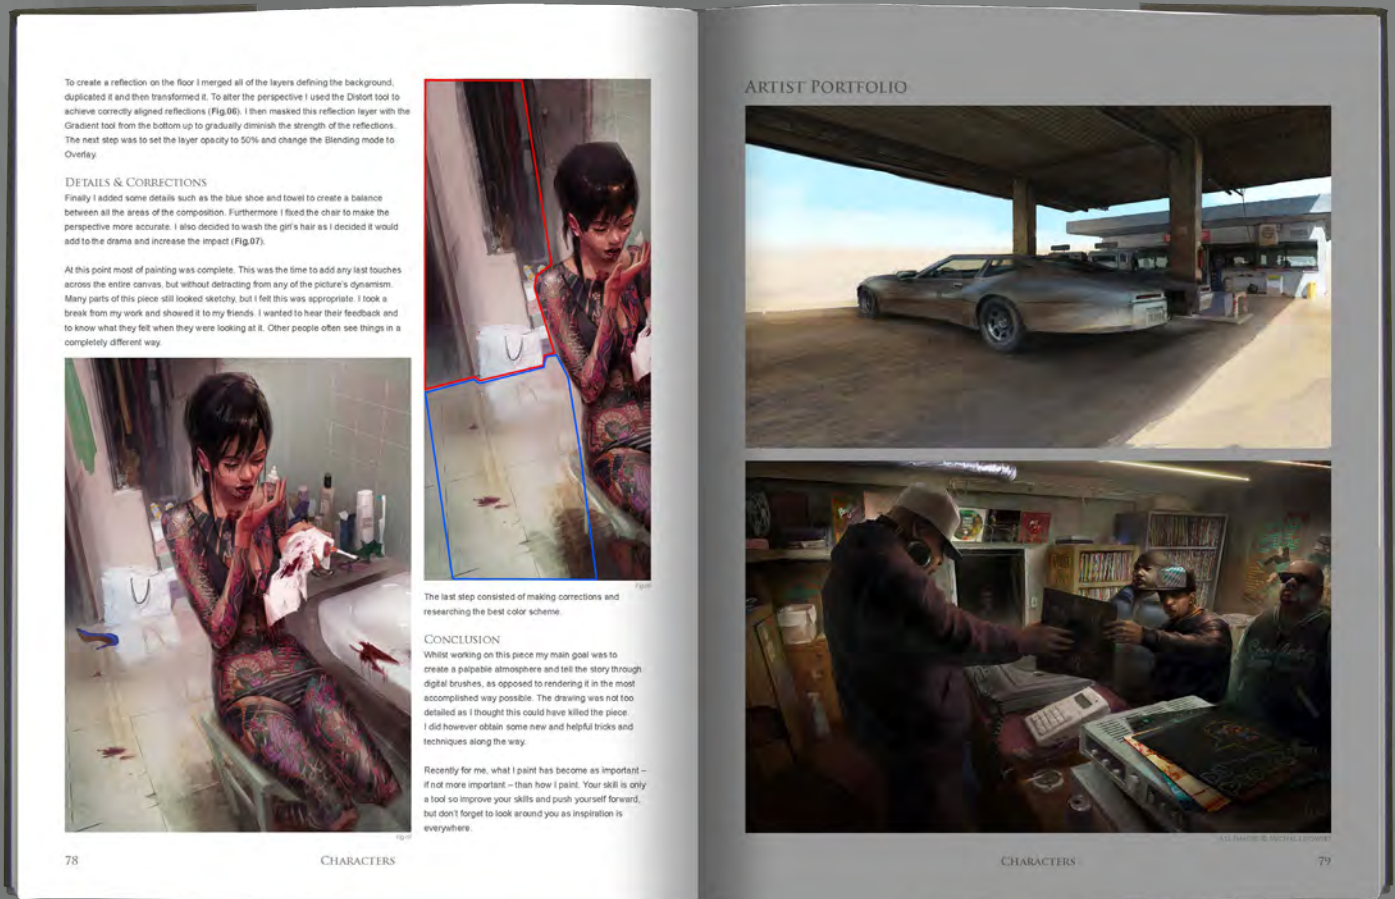 To create a reflection on the floor I merged all of the layers defining the background,
duplicated it and then transformed it. To alter the perspective I used the Distort tool to
achieve correctly aligned reflections (Fig.06). I then masked this reflection layer with the
Gradient tool from the bottom up to gradually diminish the strength of the reflections.
The next step was to set the layer opacity to 50% and change the Blending mode to
Overlay.
Details & Corrections
Finally I added some details such as the blue shoe and towel to create a balance
between all the areas of the composition. Furthermore I fixed the chair to make the
perspective more accurate. I also decided to wash the girl's hair as I decided it would
add to the drama and increase the impact (Fig.07).
At this point most of painting was complete. This was the time to add any last touches
across the entire canvas, but without detracting from any of the picture's dynamism.
Many parts of this piece still looked sketchy, but I felt this was appropriate. I took a
break from my work and showed it to my friends. I wanted to hear their feedback and
to know what they felt when they were looking at it. Other people often see things in a
completely different way.
The last step consisted of making corrections and
researching the best color scheme.
Conclusion
Whilst working on this piece my main goal was to
create a palpable atmosphere and tell the story through
digital brushes, as opposed to rendering it in the most
accomplished way possible. The drawing was not too
detailed as I thought this could have killed the piece.
I did however obtain some new and helpful tricks and
techniques along the way.
Recently for me, what I paint has become as important –
if not more important – than how I paint. Your skill is only
a tool so improve your skills and push yourself forward,
but don't forget to look around you as inspiration is
everywhere.
78
Characters
Artist Portfolio
Characters
79